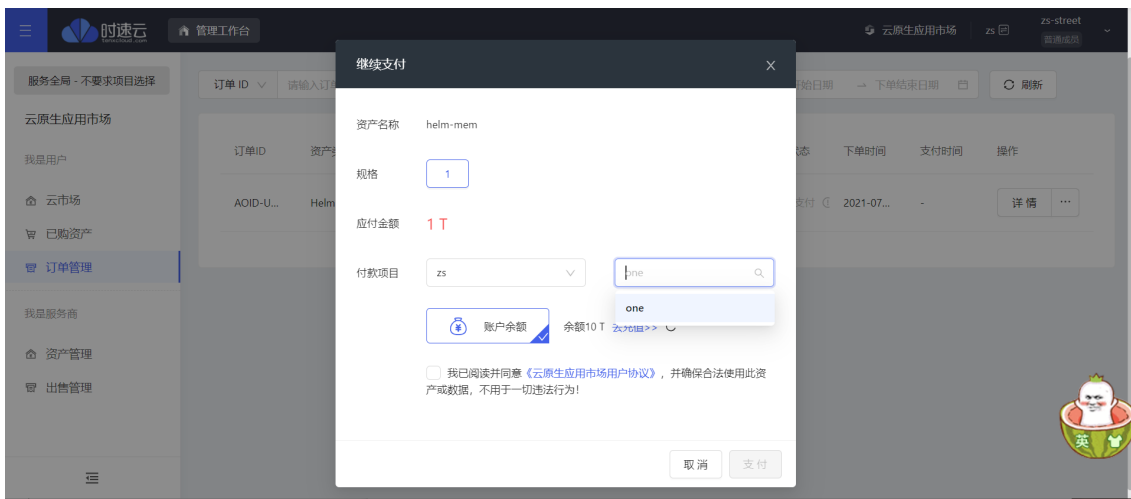 时速云
tenxcloud.com
管理工作台
云原生应用市场
zs
zs-street
普通成员
服务全局 - 不要求项目选择
云原生应用市场
我是用户
云市场
已购资产
订单管理
我是服务商
资产管理
出售管理
订单 ID
请输入订
下单结束日期
刷新
订单ID
下单时间
支付时间
操作
AOID-U...
Helm
支付
2021-07...
-
详 情
...
继续支付
资产名称
helm-mem
规格
1
应付金额
1 T
付款项目
zs
one
one
账户余额
余额10 T 去充值>>
我已阅读并同意《云原生应用市场用户协议》，并确保合法使用此资
产或数据，不用于一切违法行为！
取 消
支 付
英